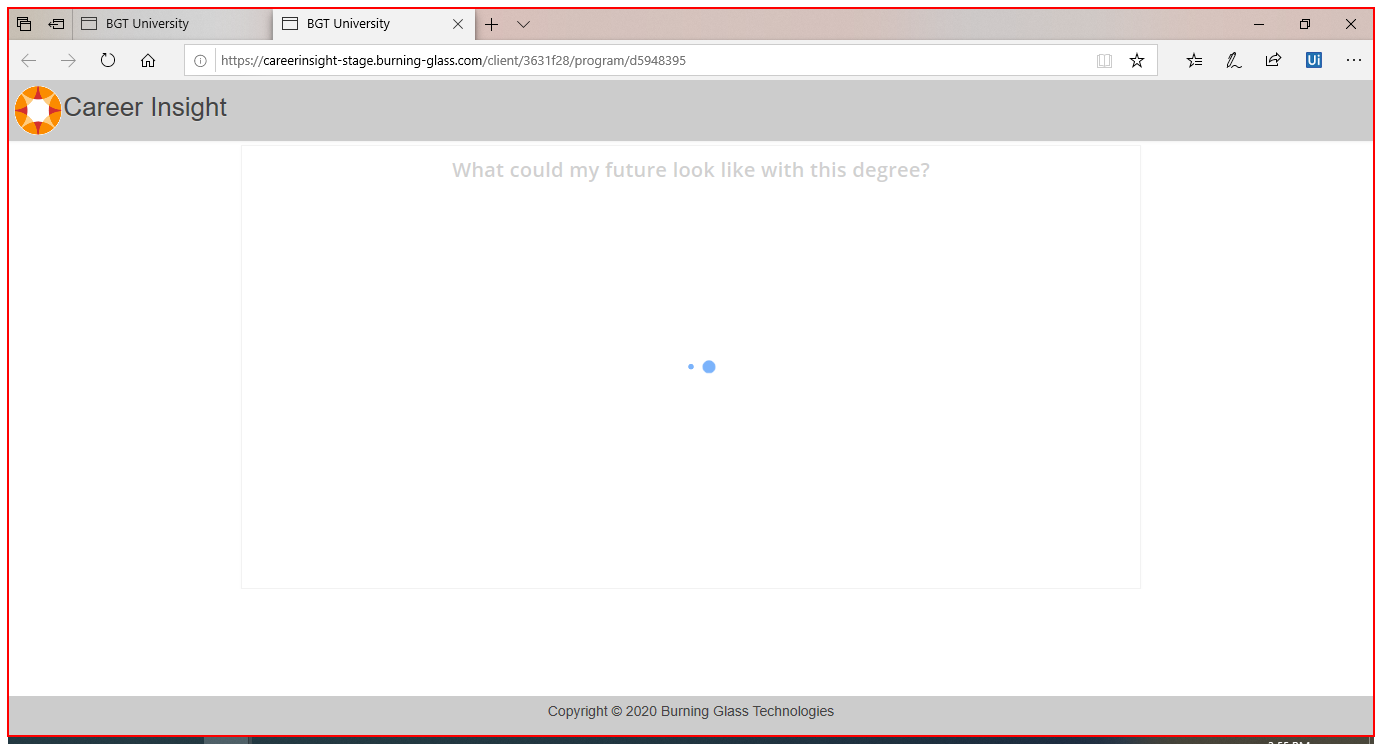 BGT University
BGT University
https://careerinsight-stage.burning-glass.com/client/3631f28/program/d5948395
Ui
Career Insight
What could my future look like with this degree?
Copyright © 2020 Burning Glass Technologies